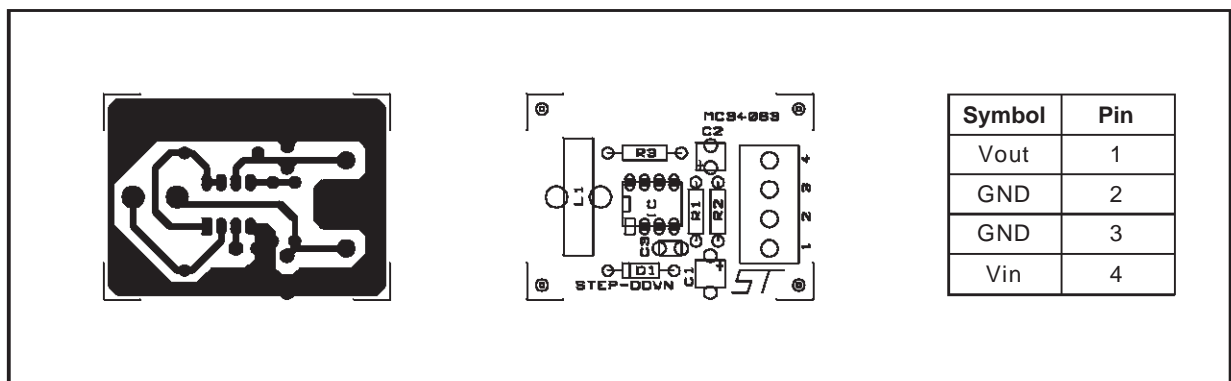 MC34063
C2
R3
4
3
2
1
L1
IC
R1
R2
C3
D1
C1
+
+
STEP-DOWN
ST
Symbol Pin
Vout 1
GND 2
GND 3
Vin 4